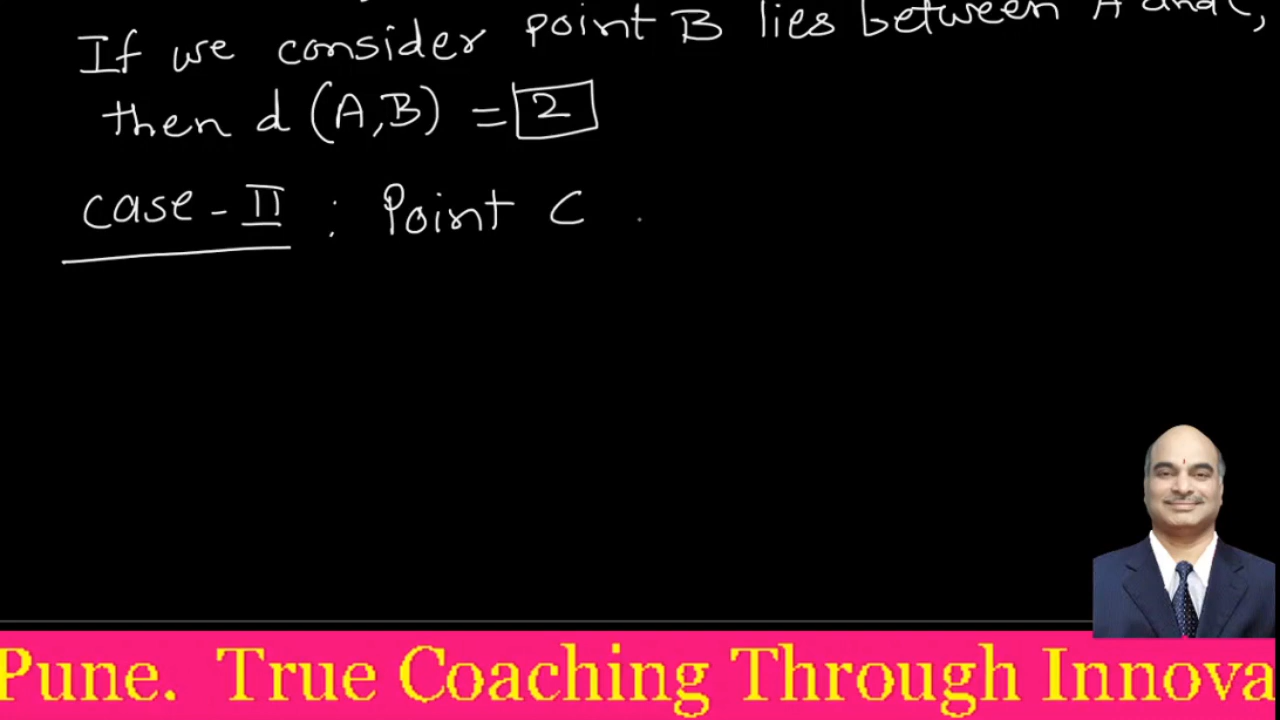 If we consider point B lies between A and C,
then d (A,B) = 2
case - II : Point C
Pune. True Coaching Through Innova